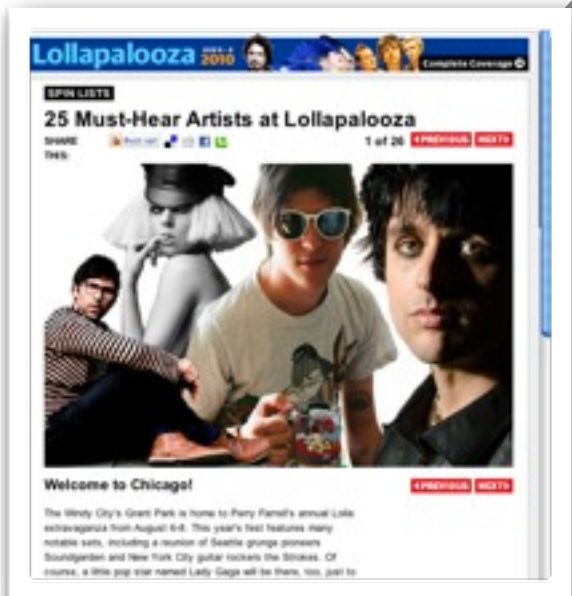 Lollapalooza 2010
Complete Coverage
SPIN LISTS
25 Must-Hear Artists at Lollapalooza
SHARE
THIS:
1 of 26 PREVIOUS NEXT
Welcome to Chicago!
PREVIOUS NEXT
The Windy City's Grant Park is home to Perry Farrell's annual Lolla
extravaganza from August 6-8. This year's fest features many
notable sets, including a reunion of Seattle grunge pioneers
Soundgarden and New York City guitar rockers the Strokes. Of
course, a little pop star named Lady Gaga will be there, too, just to